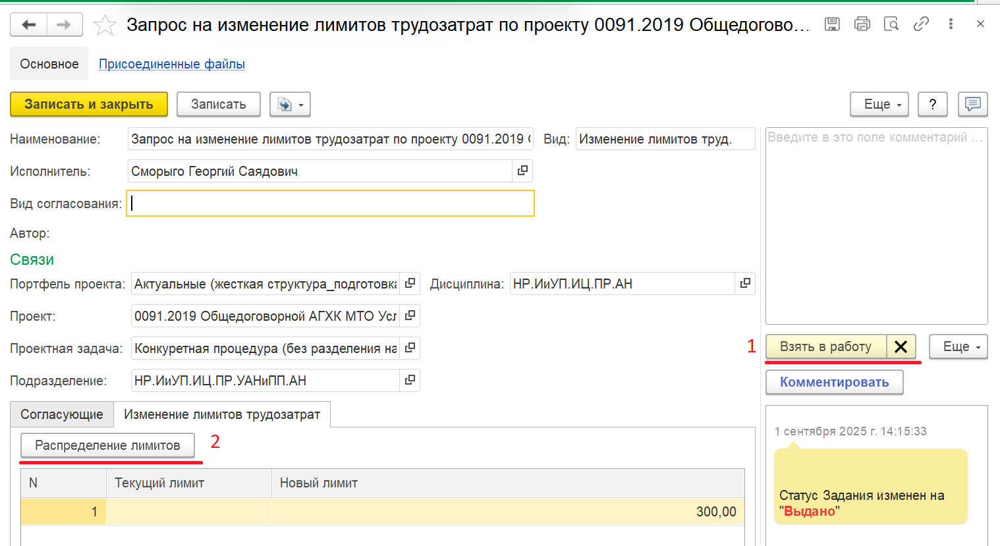 Запрос на изменение лимитов трудозатрат по проекту 0091.2019 Общедогово...
Основное Присоединенные файлы
Записать и закрыть Записать Еще ?
Наименование: Запрос на изменение лимитов трудозатрат по проекту 0091.2019 Вид: Изменение лимитов труд.
Введите в это поле комментарий ...
Исполнитель: Сморыго Георгий Саядович
Вид согласования:
Автор:
Связи
Портфель проекта: Актуальные (жесткая структура_подготовка Дисциплина: НР.ИиУП.ИЦ.ПР.АН
Проект: 0091.2019 Общедоговорной АГХК МТО Усл
Проектная задача: Конкуретная процедура (без разделения на
1 Взять в работу Еще
Подразделение: НР.ИиУП.ИЦ.ПР.УАНиПП.АН
Комментировать
Согласующие Изменение лимитов трудозатрат
Распределение лимитов 2
N Текущий лимит Новый лимит
1 300,00
1 сентября 2025 г. 14:15:33
Статус Задания изменен на
"Выдано"